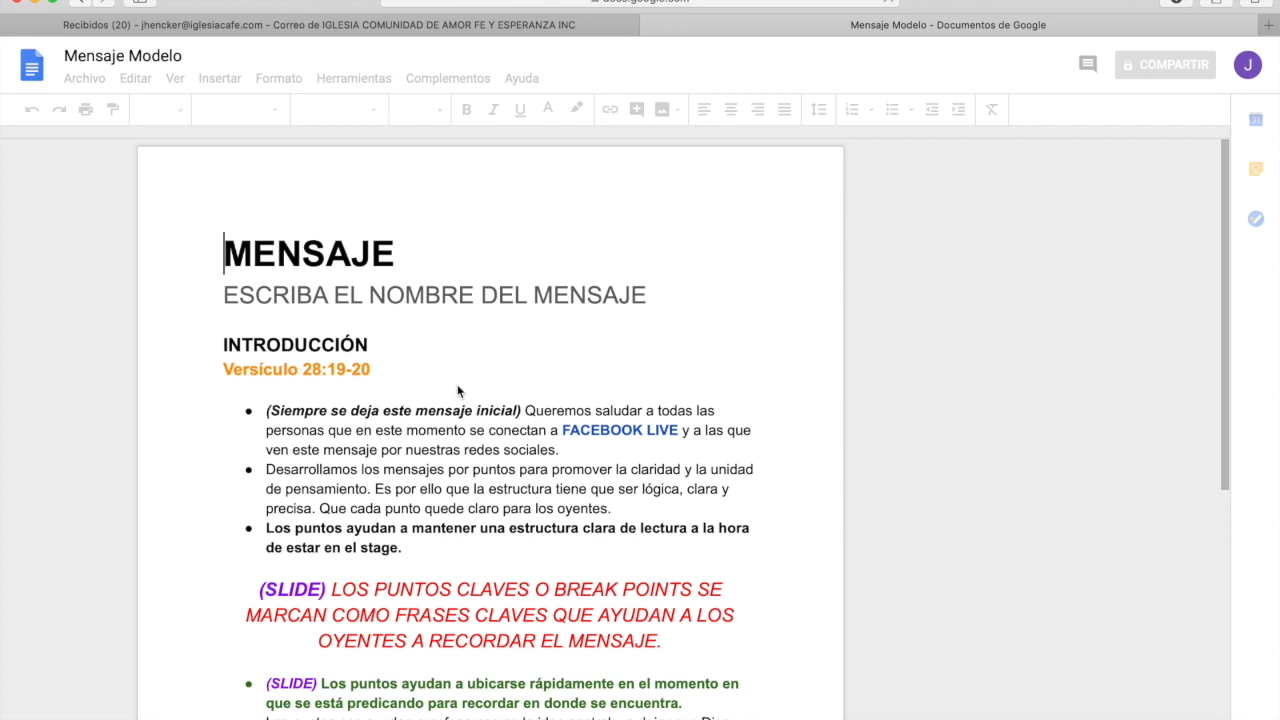 Recibidos (20) - jhencker@iglesiacafe.com - Correo de IGLESIA COMUNIDAD DE AMOR FE Y ESPERANZA INC
Mensaje Modelo - Documentos de Google
Mensaje Modelo
Archivo Editar Ver Insertar Formato Herramientas Complementos Ayuda
COMPARTIR
J
MENSAJE
ESCRIBA EL NOMBRE DEL MENSAJE
INTRODUCCIÓN
Versículo 28:19-20
● (Siempre se deja este mensaje inicial) Queremos saludar a todas las
personas que en este momento se conectan a FACEBOOK LIVE y a las que
ven este mensaje por nuestras redes sociales.
● Desarrollamos los mensajes por puntos para promover la claridad y la unidad
de pensamiento. Es por ello que la estructura tiene que ser lógica, clara y
precisa. Que cada punto quede claro para los oyentes.
● Los puntos ayudan a mantener una estructura clara de lectura a la hora
de estar en el stage.
(SLIDE) LOS PUNTOS CLAVES O BREAK POINTS SE
MARCAN COMO FRASES CLAVES QUE AYUDAN A LOS
OYENTES A RECORDAR EL MENSAJE.
● (SLIDE) Los puntos ayudan a ubicarse rápidamente en el momento en
que se está predicando para recordar en donde se encuentra.